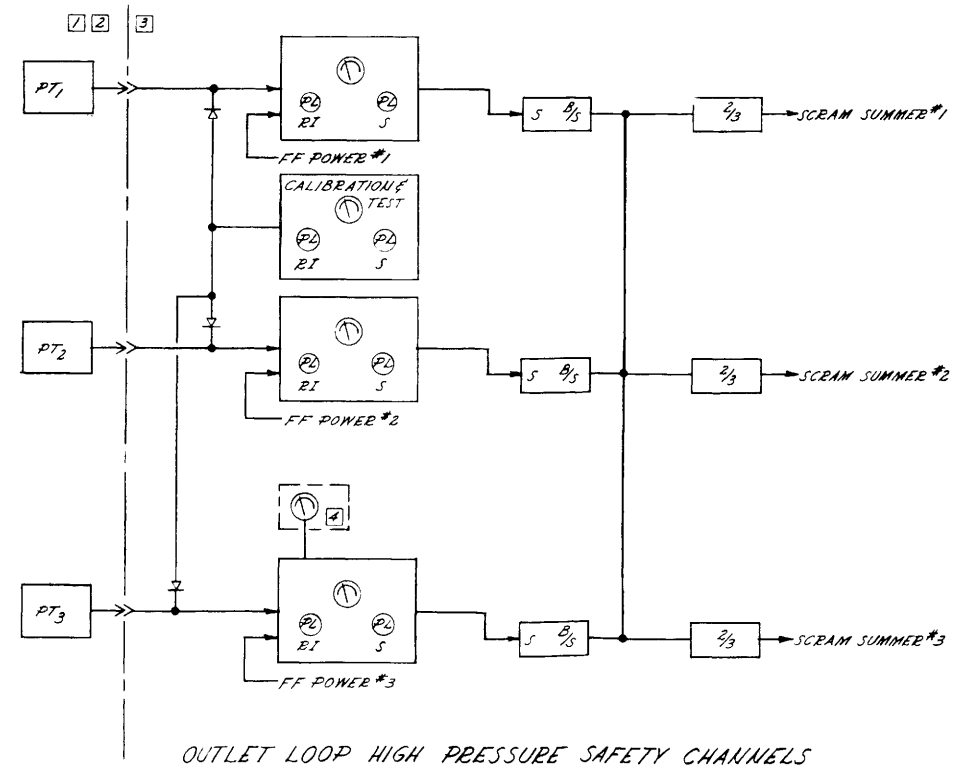 1 2 3
PT1
PL PL
RI S
FF POWER #1
S B/S
2/3
SCRAM SUMMER #1
CALIBRATION &
TEST
PL PL
RI S
PT2
PL PL
RI S
FF POWER #2
S B/S
2/3
SCRAM SUMMER #2
4
PT3
PL PL
RI S
FF POWER #3
S B/S
2/3
SCRAM SUMMER #3
OUTLET LOOP HIGH PRESSURE SAFETY CHANNELS